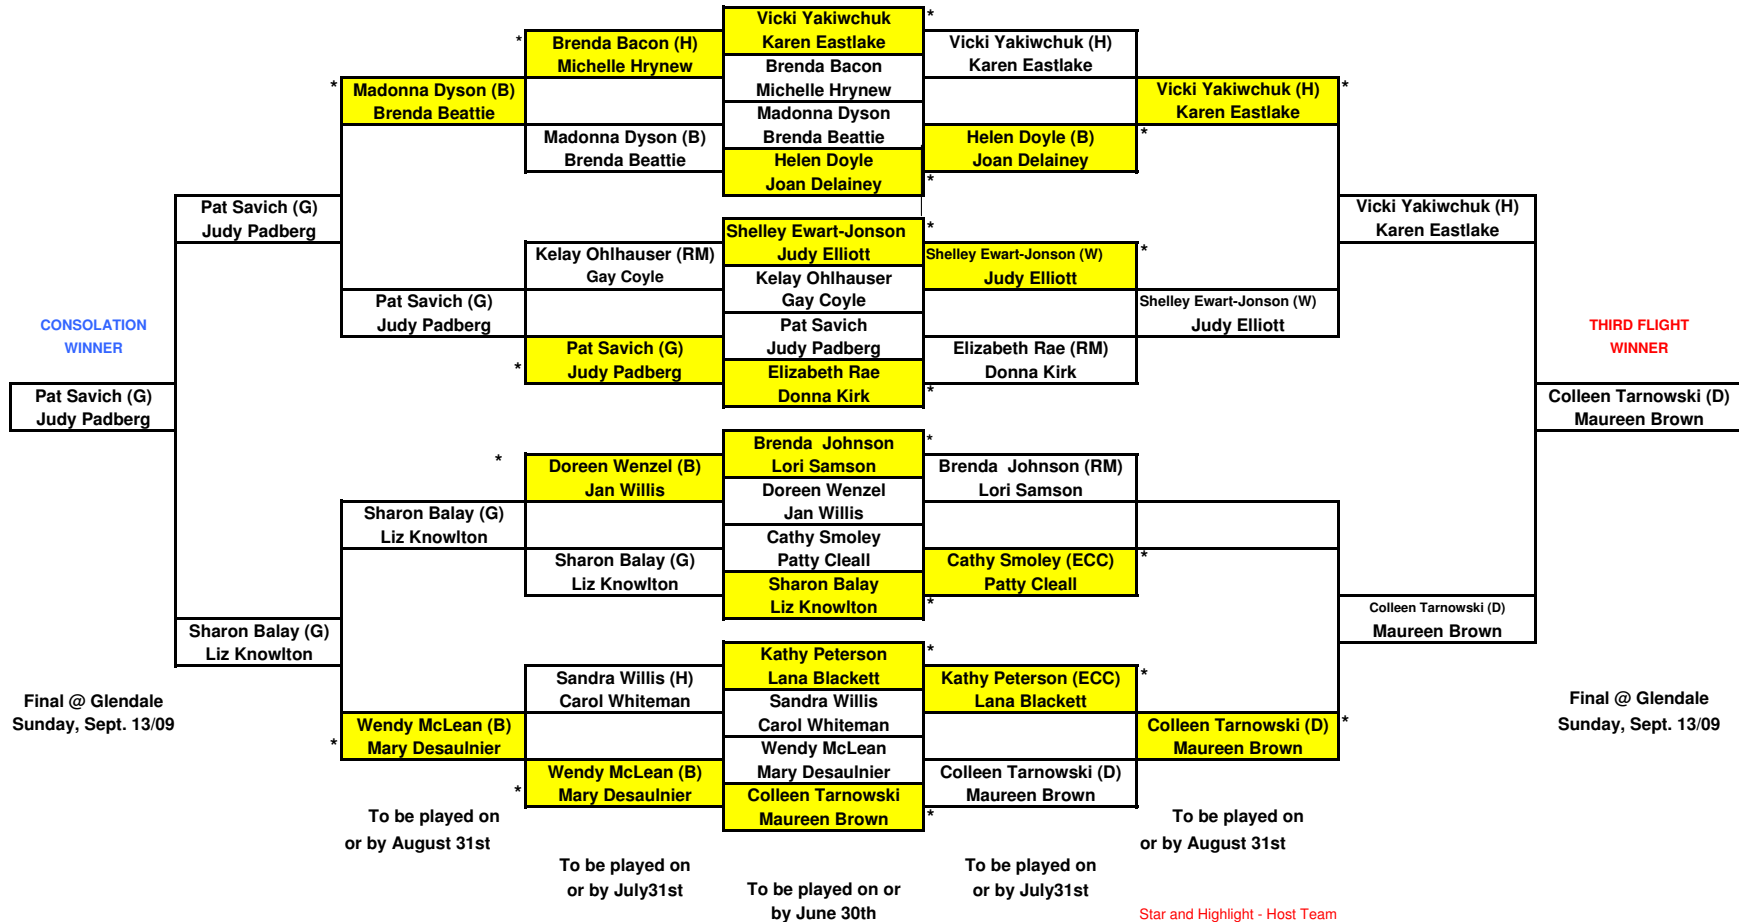 Vicki Yakiwchuk
*
Karen Eastlake
Brenda Bacon
Michelle Hrynew
Madonna Dyson
Brenda Beattie
Helen Doyle
Joan Delainey
*
Shelley Ewart-Jonson
*
Judy Elliott
Kelay Ohlhauser
Gay Coyle
Pat Savich
Judy Padberg
Elizabeth Rae
Donna Kirk
*
Brenda  Johnson
*
Lori Samson
Doreen Wenzel
Jan Willis
Cathy Smoley
Patty Cleall
Sharon Balay
Liz Knowlton
*
Kathy Peterson
*
Lana Blackett
Sandra Willis
Carol Whiteman
Wendy McLean
Mary Desaulnier
Colleen Tarnowski
Maureen Brown
*
To be played on or
by June 30th
*
Brenda Bacon (H)
Michelle Hrynew
Madonna Dyson (B)
Brenda Beattie
Kelay Ohlhauser (RM)
Gay Coyle
Pat Savich (G)
*
Judy Padberg
*
Doreen Wenzel (B)
Jan Willis
Sharon Balay (G)
Liz Knowlton
Sandra Willis (H)
Carol Whiteman
Wendy McLean (B)
*
Mary Desaulnier
To be played on
or by July31st
*
Madonna Dyson (B)
Brenda Beattie
Pat Savich (G)
Judy Padberg
Sharon Balay (G)
Liz Knowlton
Wendy McLean (B)
*
Mary Desaulnier
To be played on
or by August 31st
Pat Savich (G)
Judy Padberg
Sharon Balay (G)
Liz Knowlton
CONSOLATION
WINNER
Pat Savich (G)
Judy Padberg
Final @ Glendale
Sunday, Sept. 13/09
Vicki Yakiwchuk (H)
Karen Eastlake
Helen Doyle (B)
*
Joan Delainey
Shelley Ewart-Jonson (W)
*
Judy Elliott
Elizabeth Rae (RM)
Donna Kirk
Brenda  Johnson (RM)
Lori Samson
Cathy Smoley (ECC)
*
Patty Cleall
Kathy Peterson (ECC)
*
Lana Blackett
Colleen Tarnowski (D)
Maureen Brown
To be played on
or by July31st
Vicki Yakiwchuk (H)
*
Karen Eastlake
Shelley Ewart-Jonson (W)
Judy Elliott
Colleen Tarnowski (D)
*
Maureen Brown
To be played on
or by August 31st
Vicki Yakiwchuk (H)
Karen Eastlake
Colleen Tarnowski (D)
Maureen Brown
THIRD FLIGHT
WINNER
Colleen Tarnowski (D)
Maureen Brown
Final @ Glendale
Sunday, Sept. 13/09
Star and Highlight - Host Team